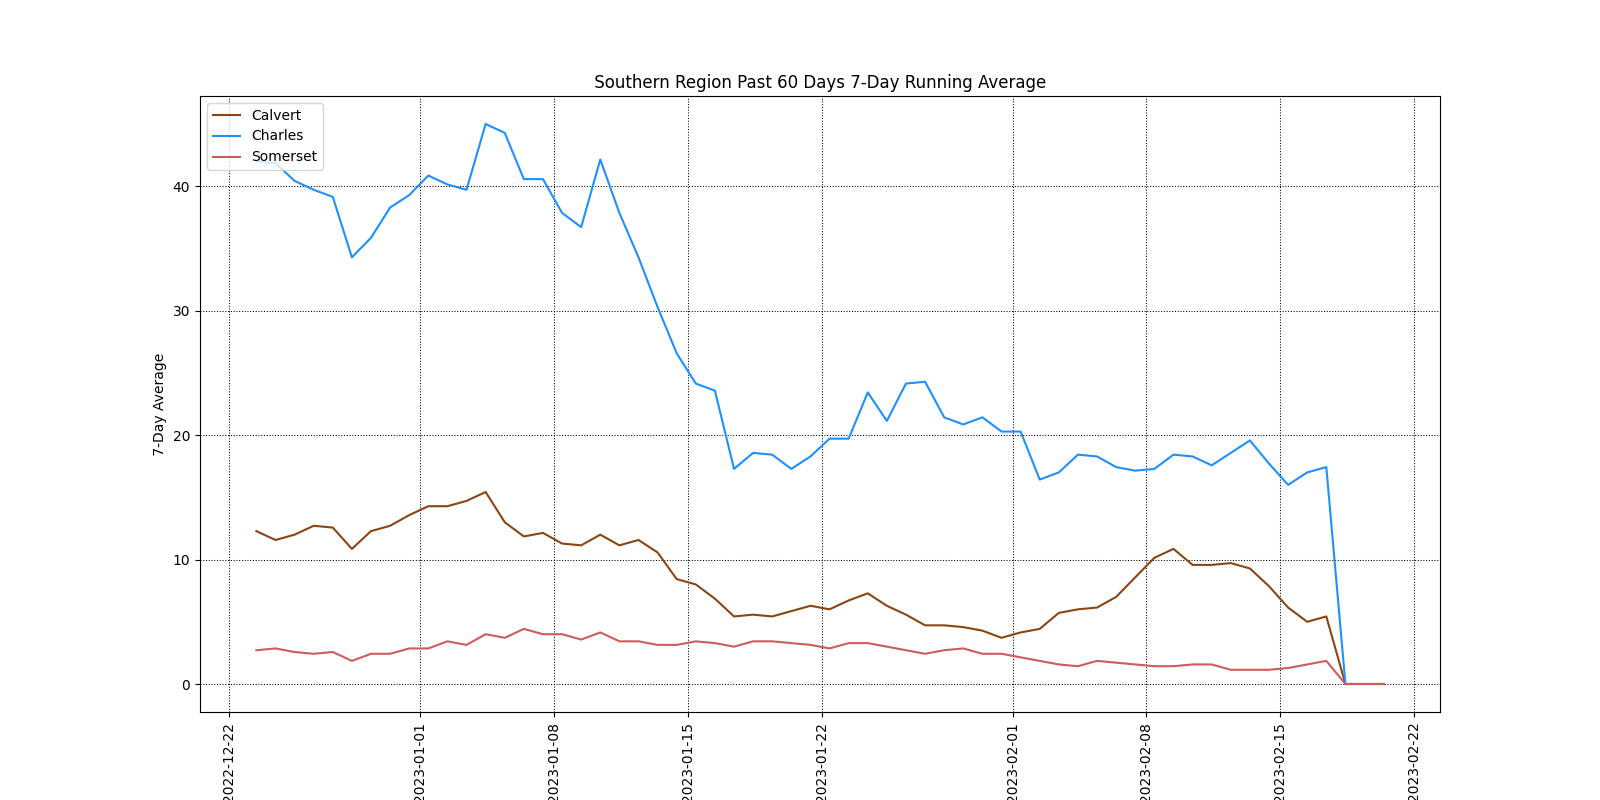 Southern Region Past 60 Days 7-Day Running Average
Calvert
Charles
Somerset
7-Day Average
40
30
20
10
0
2022-12-22
2023-01-01
2023-01-08
2023-01-15
2023-01-22
2023-02-01
2023-02-08
2023-02-15
2023-02-22